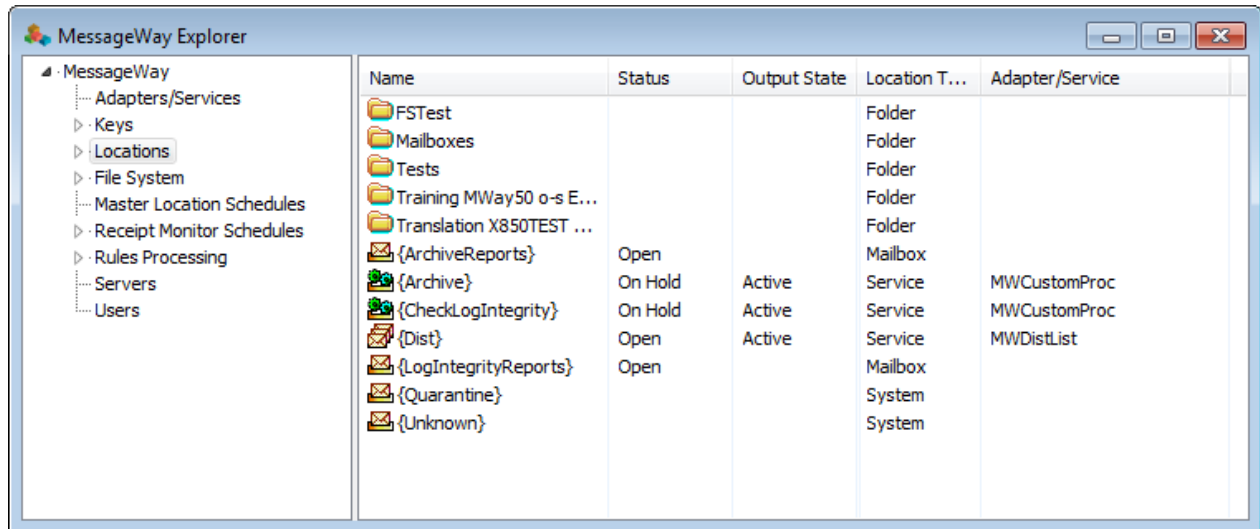 MessageWay Explorer
MessageWay
Adapters/Services
Keys
Locations
File System
Master Location Schedules
Receipt Monitor Schedules
Rules Processing
Servers
Users
Name Status Output State Location T... Adapter/Service
FSTest Folder
Mailboxes Folder
Tests Folder
Training MWay50 o-s E... Folder
Translation X850TEST ... Folder
{ArchiveReports} Open Mailbox
{Archive} On Hold Active Service MWCustomProc
{CheckLogIntegrity} On Hold Active Service MWCustomProc
{Dist} Open Active Service MWDistList
{LogIntegrityReports} Open Mailbox
{Quarantine} System
{Unknown} System